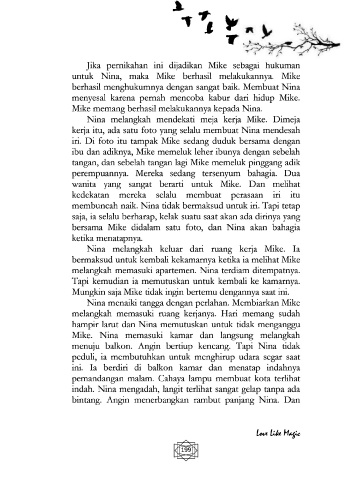 Jika pernikahan ini dijadikan Mike sebagai hukuman
untuk Nina, maka Mike berhasil melakukannya. Mike
berhasil menghukumnya dengan sangat baik. Membuat Nina
menyesal karena pernah mencoba kabur dari hidup Mike.
Mike memang berhasil melakukannya kepada Nina.
Nina melangkah mendekati meja kerja Mike. Dimeja
kerja itu, ada satu foto yang selalu membuat Nina mendesah
iri. Di foto itu tampak Mike sedang duduk bersama dengan
ibu dan adiknya, Mike memeluk leher ibunya dengan sebelah
tangan, dan sebelah tangan lagi Mike memeluk pinggang adik
perempuannya. Mereka sedang tersenyum bahagia. Dua
wanita yang sangat berarti untuk Mike. Dan melihat
kedekatan mereka selalu membuat perasaan iri itu
membuncah naik. Nina tidak bermaksud untuk iri. Tapi tetap
saja, ia selalu berharap, kelak suatu saat akan ada dirinya yang
bersama Mike didalam satu foto, dan Nina akan bahagia
ketika menatapnya.
Nina melangkah keluar dari ruang kerja Mike. Ia
bermaksud untuk kembali kekamarnya ketika ia melihat Mike
melangkah memasuki apartemen. Nina terdiam ditempatnya.
Tapi kemudian ia memutuskan untuk kembali ke kamarnya.
Mungkin saja Mike tidak ingin bertemu dengannya saat ini.
Nina menaiki tangga dengan perlahan. Membiarkan Mike
melangkah memasuki ruang kerjanya. Hari memang sudah
hampir larut dan Nina memutuskan untuk tidak menganggu
Mike. Nina memasuki kamar dan langsung melangkah
menuju balkon. Angin bertiup kencang. Tapi Nina tidak
peduli, ia membutuhkan untuk menghirup udara segar saat
ini. Ia berdiri di balkon kamar dan menatap indahnya
pemandangan malam. Cahaya lampu membuat kota terlihat
indah. Nina mengadah, langit terlihat sangat gelap tanpa ada
bintang. Angin menerbangkan rambut panjang Nina. Dan
Love Like Magic
199